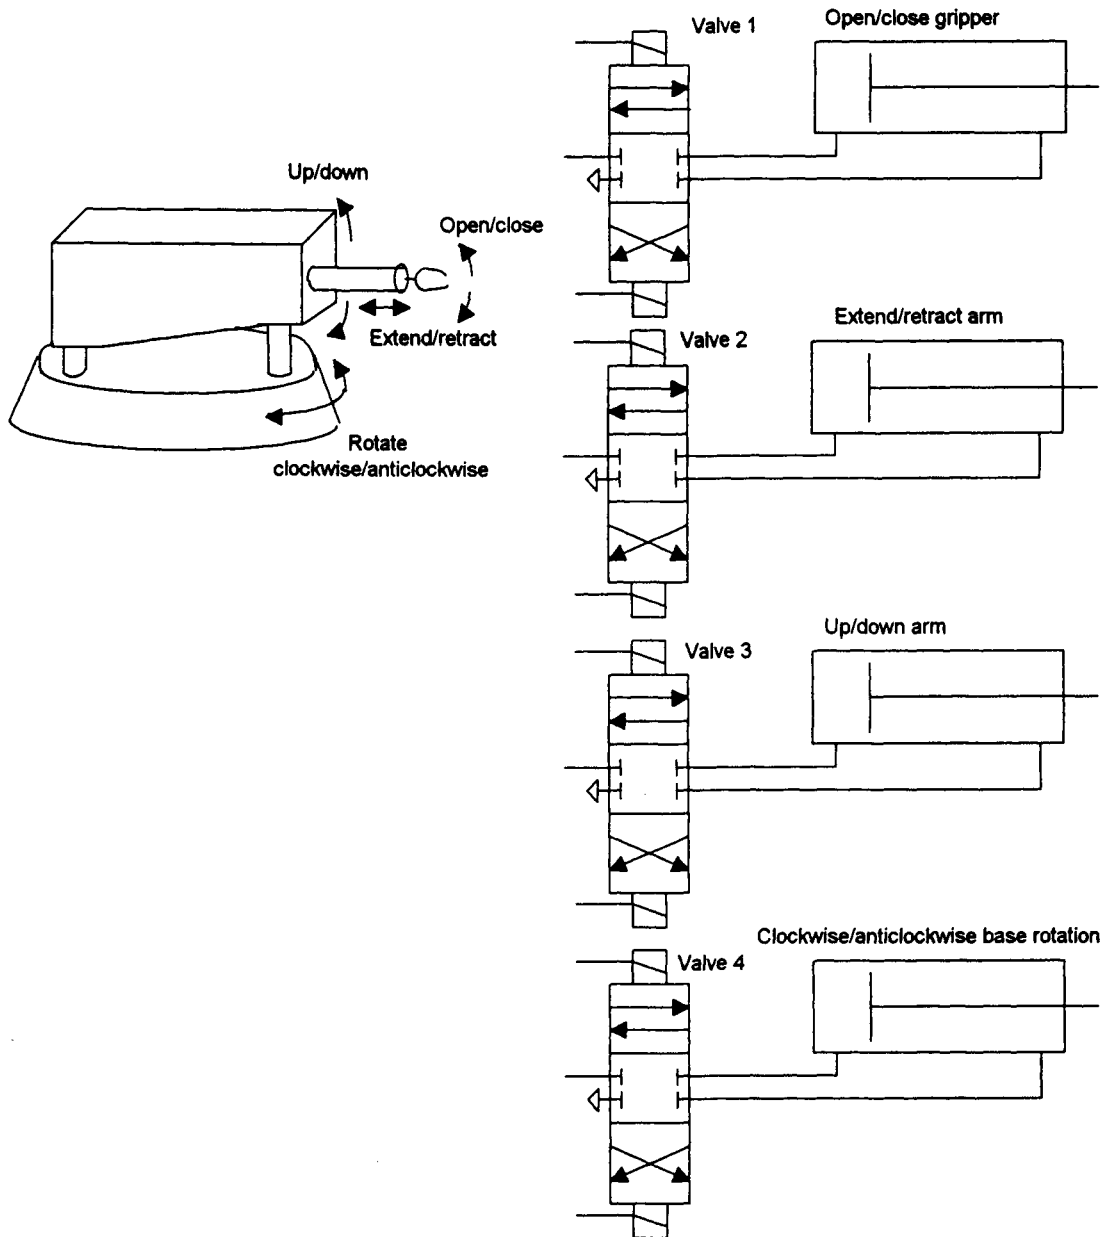 Valve 1
Open/close gripper
Up/down
Open/close
Extend/retract
Rotate
clockwise/anticlockwise
Valve 2
Extend/retract arm
Valve 3
Up/down arm
Valve 4
Clockwise/anticlockwise base rotation